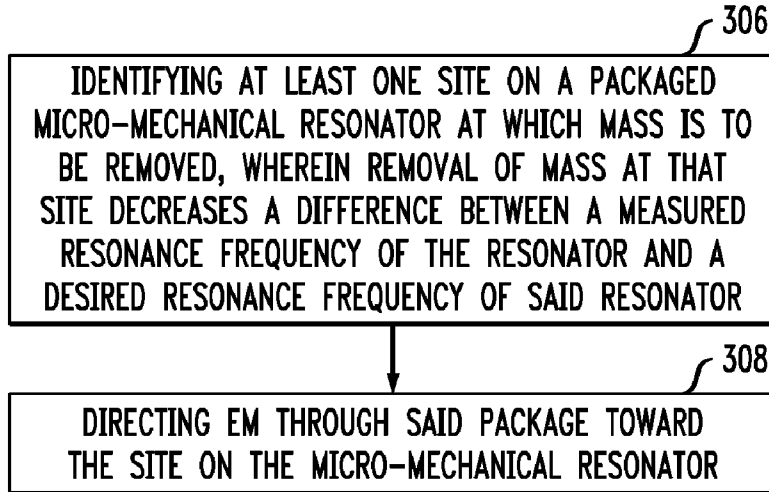 306
IDENTIFYING AT LEAST ONE SITE ON A PACKAGED
MICRO-MECHANICAL RESONATOR AT WHICH MASS IS TO
BE REMOVED, WHEREIN REMOVAL OF MASS AT THAT
SITE DECREASES A DIFFERENCE BETWEEN A MEASURED
RESONANCE FREQUENCY OF THE RESONATOR AND A
DESIRED RESONANCE FREQUENCY OF SAID RESONATOR
308
DIRECTING EM THROUGH SAID PACKAGE TOWARD
THE SITE ON THE MICRO-MECHANICAL RESONATOR